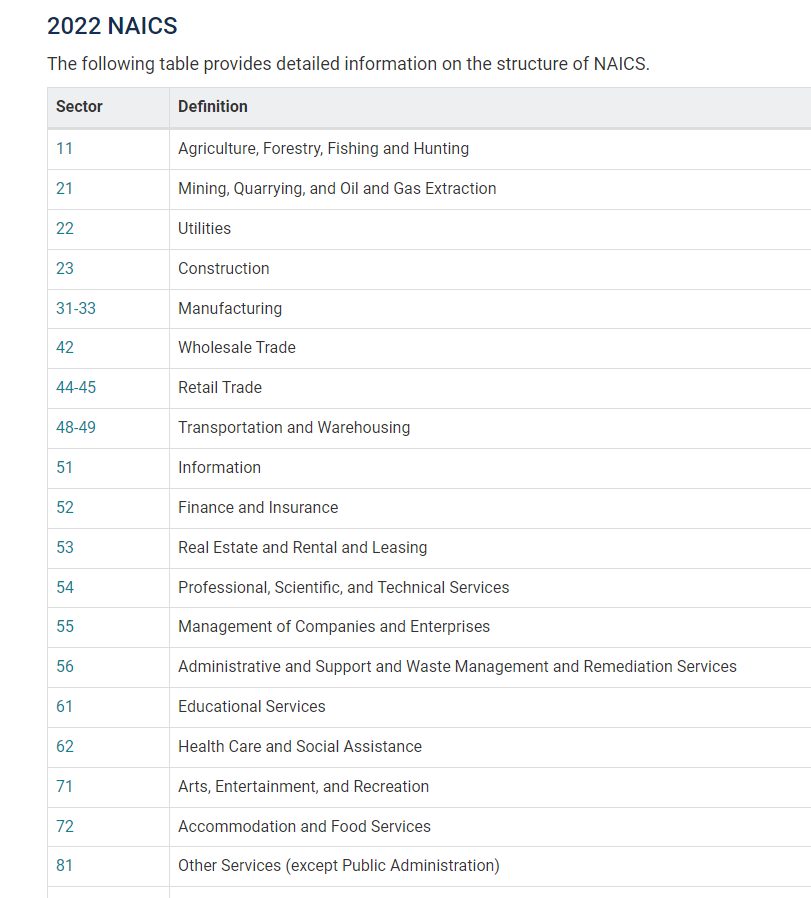 2022 NAICS
The following table provides detailed information on the structure of NAICS.
Sector Definition
11 Agriculture, Forestry, Fishing and Hunting
21 Mining, Quarrying, and Oil and Gas Extraction
22 Utilities
23 Construction
31-33 Manufacturing
42 Wholesale Trade
44-45 Retail Trade
48-49 Transportation and Warehousing
51 Information
52 Finance and Insurance
53 Real Estate and Rental and Leasing
54 Professional, Scientific, and Technical Services
55 Management of Companies and Enterprises
56 Administrative and Support and Waste Management and Remediation Services
61 Educational Services
62 Health Care and Social Assistance
71 Arts, Entertainment, and Recreation
72 Accommodation and Food Services
81 Other Services (except Public Administration)